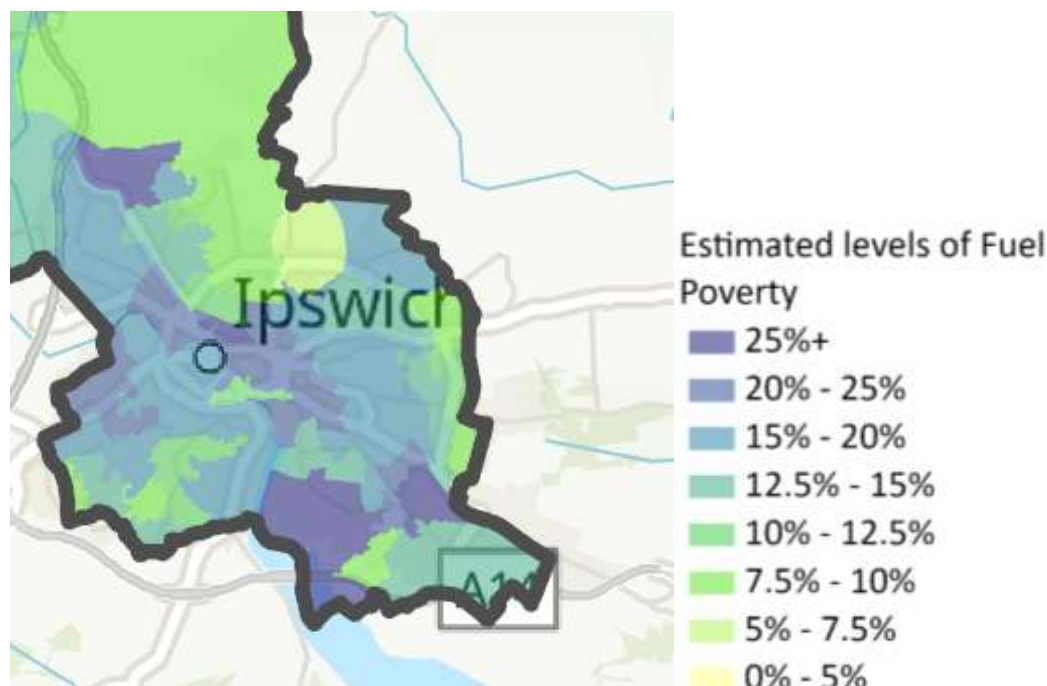 Ipswich
A14
Estimated levels of Fuel
Poverty
25%+
20% - 25%
15% - 20%
12.5% - 15%
10% - 12.5%
7.5% - 10%
5% - 7.5%
0% - 5%